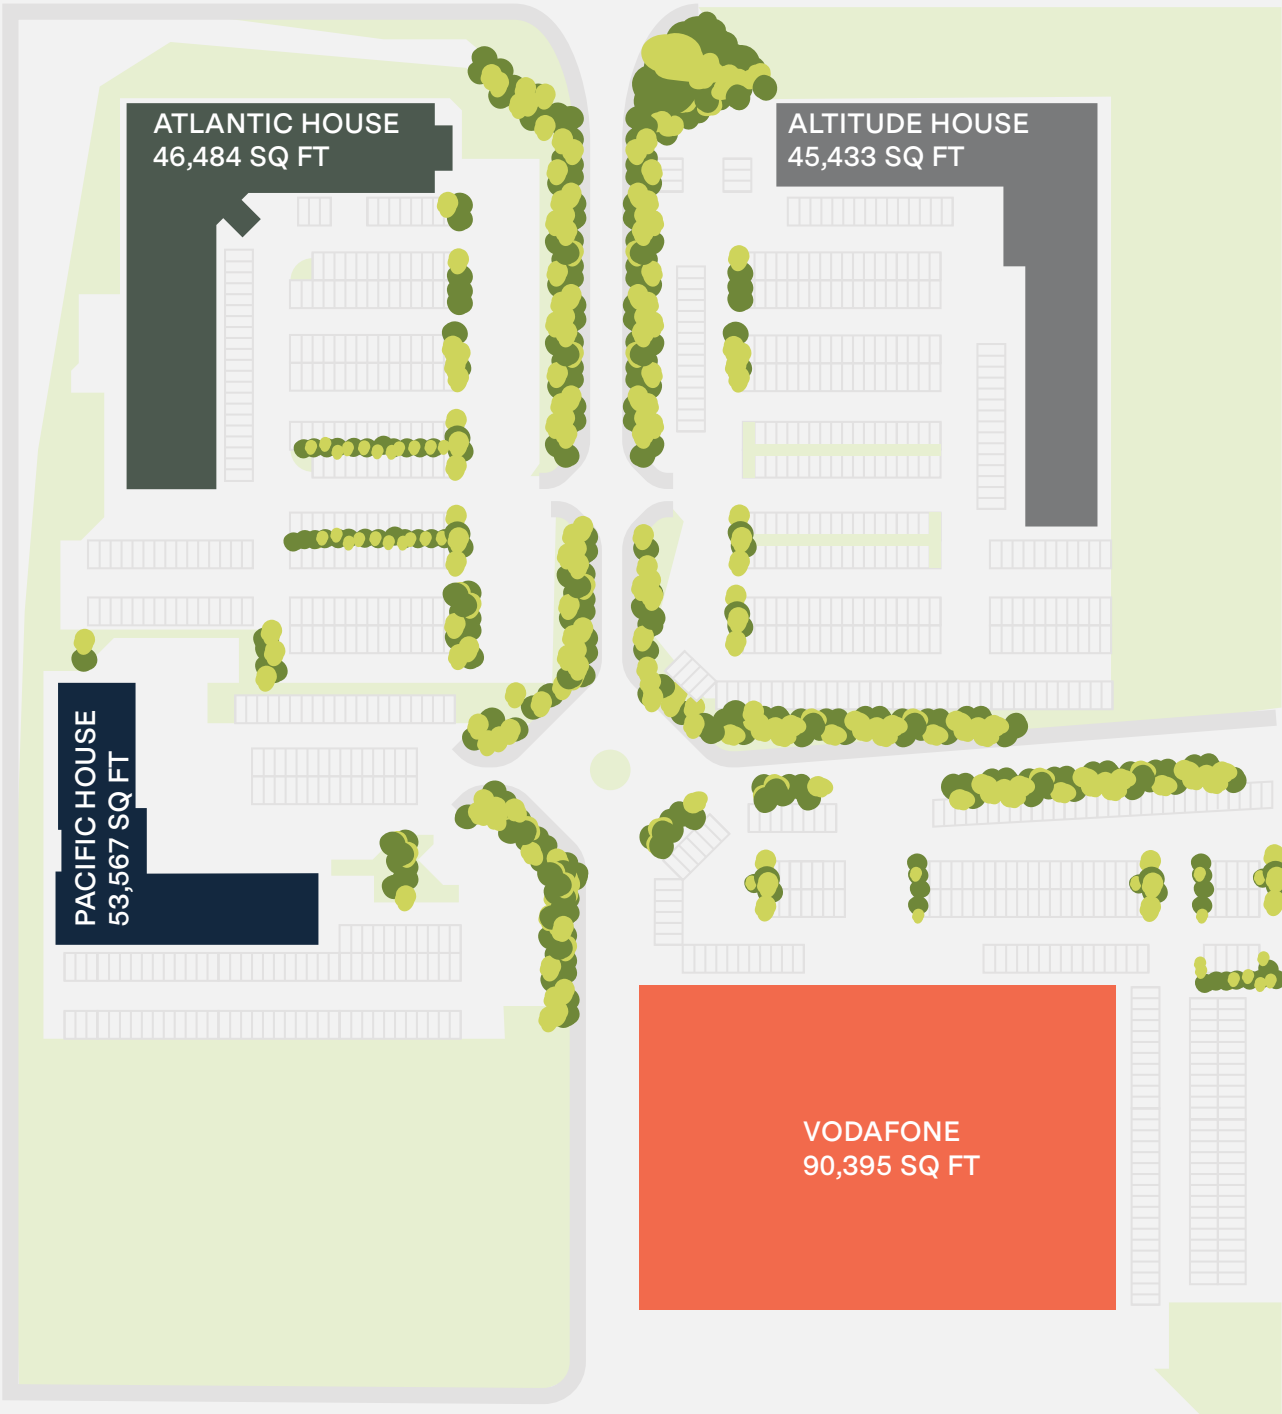 ATLANTIC HOUSE
46,484 SQ FT
ALTITUDE HOUSE
45,433 SQ FT
PACIFIC HOUSE
53,567 SQ FT
VODAFONE
90,395 SQ FT